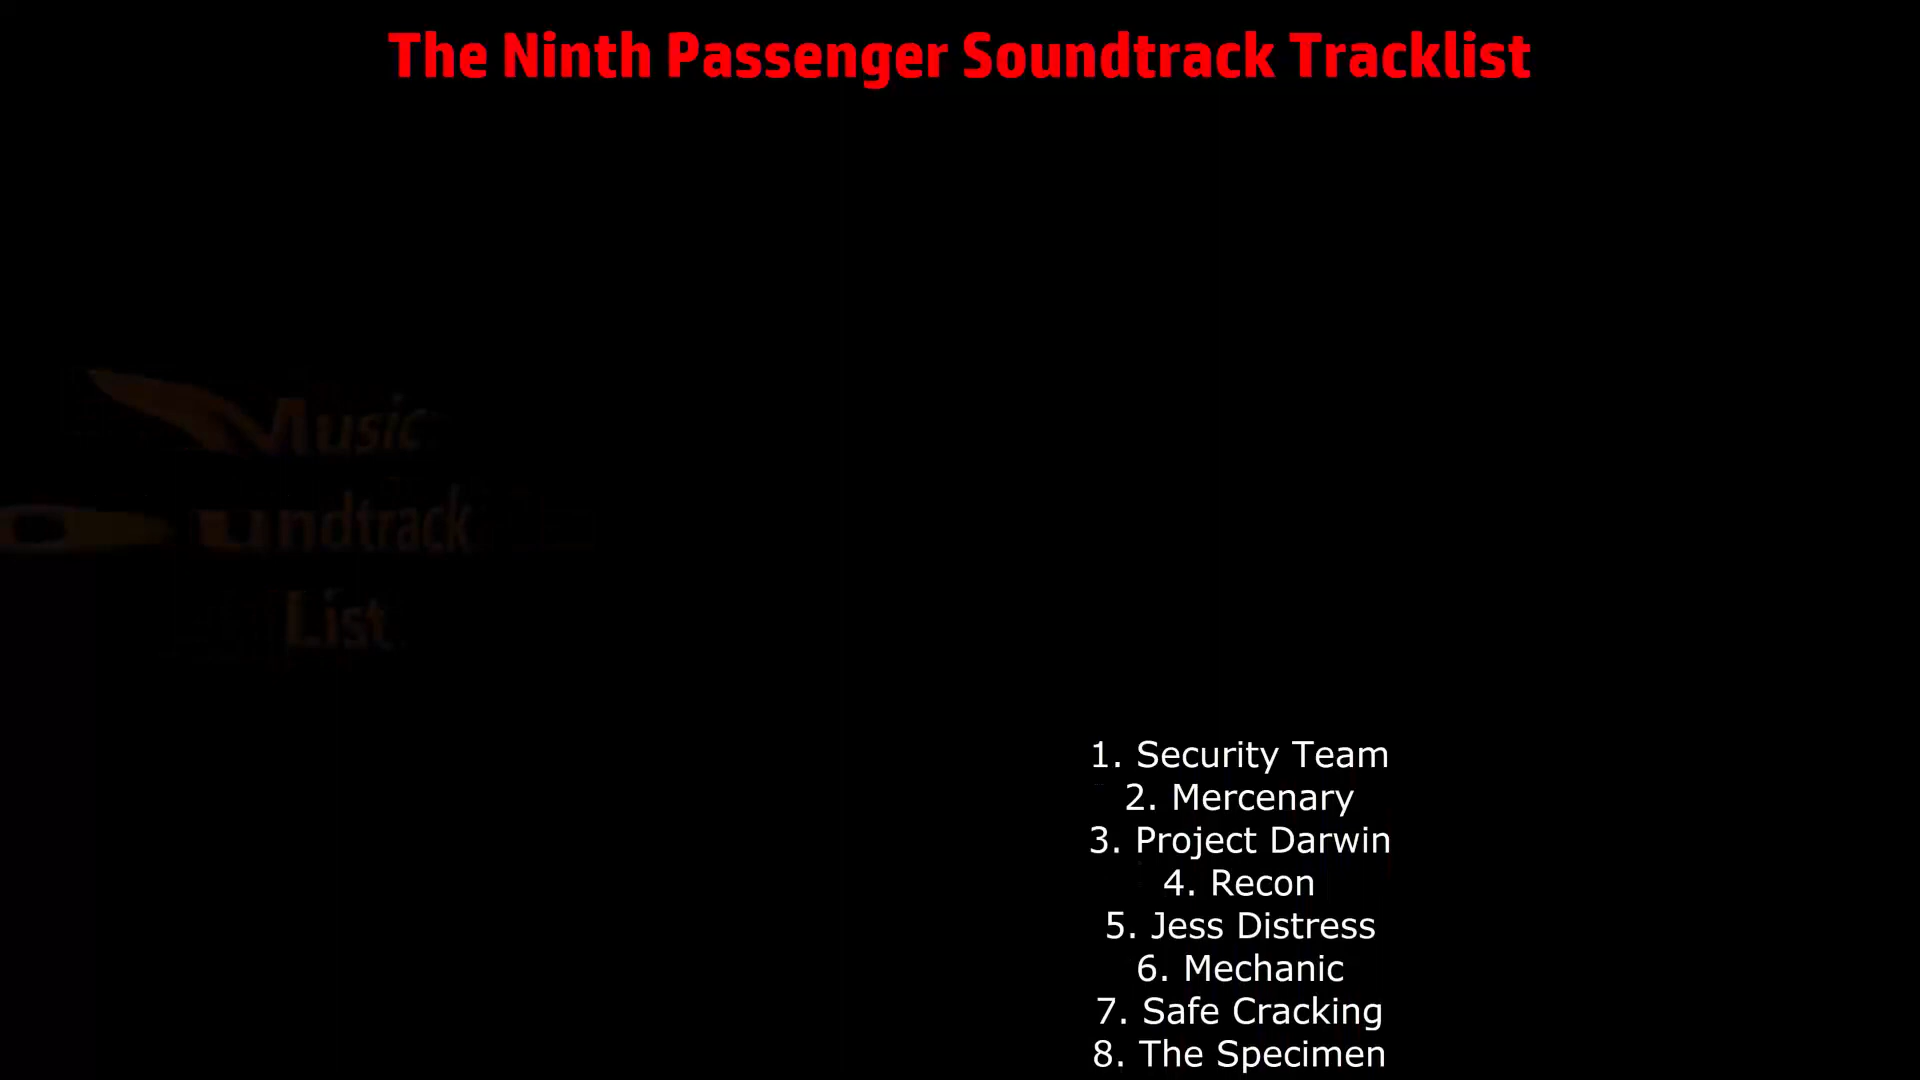 The Ninth Passenger Soundtrack Tracklist
Music
undtrack
List
1. Security Team
2. Mercenary
3. Project Darwin
4. Recon
5. Jess Distress
6. Mechanic
7. Safe Cracking
8. The Specimen